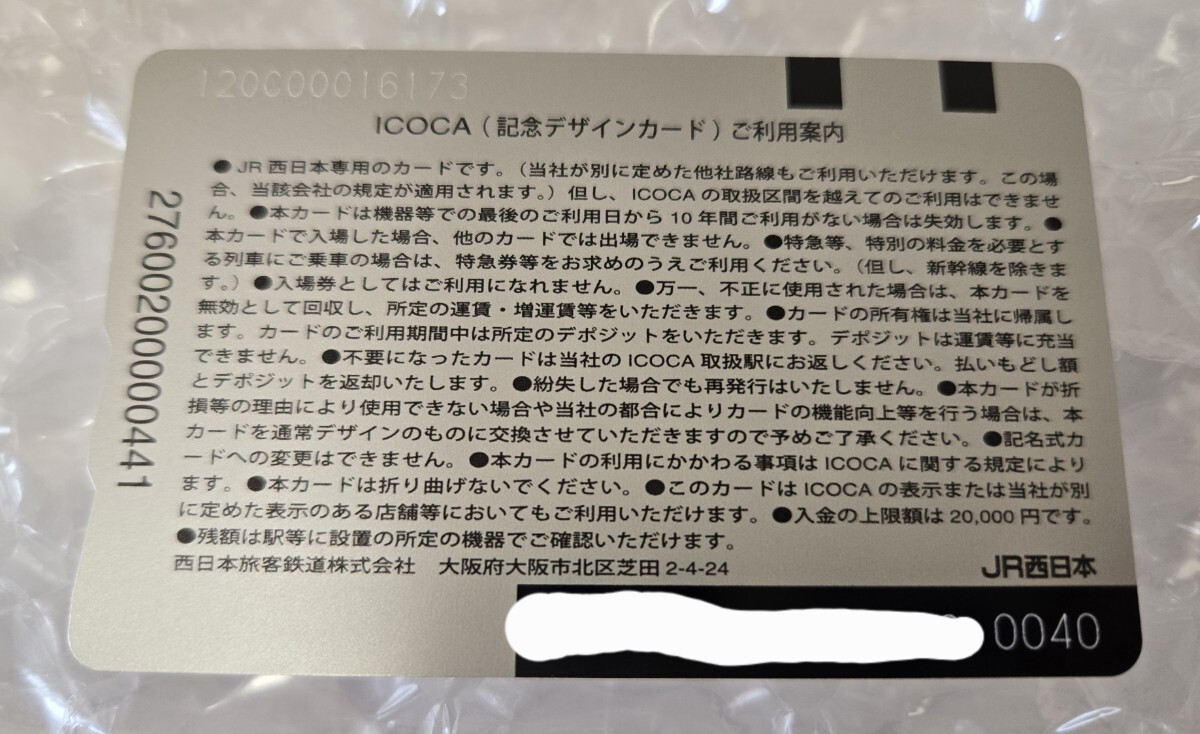 120C00016173
ICOCA（記念デザインカード）ご利用案内
●JR西日本専用のカードです。（当社が別に定めた他社路線もご利用いただけます。この場
合、当該会社の規定が適用されます。）但し、ICOCAの取扱区間を越えてのご利用はできませ
ん。●本カードは機器等での最後のご利用日から10年間ご利用がない場合は失効します。●
本カードで入場した場合、他のカードでは出場できません。●特急等、特別の料金を必要とす
る列車にご乗車の場合は、特急券等をお求めのうえご利用ください。（但し、新幹線を除きま
す。）●入場券としてはご利用になれません。●万一、不正に使用された場合は、本カードを
無効として回収し、所定の運賃・増運賃等をいただきます。●カードの所有権は当社に帰属し
ます。カードのご利用期間中は所定のデポジットをいただきます。デポジットは運賃等に充当
できません。●不要になったカードは当社のICOCA取扱駅にお返しください。払いもどし額
とデポジットを返却いたします。●紛失した場合でも再発行はいたしません。●本カードが折
損等の理由により使用できない場合や当社の都合によりカードの機能向上等を行う場合は、本
カードを通常デザインのものに交換させていただきますので予めご了承ください。●記名式カ
ードへの変更はできません。●本カードの利用にかかわる事項はICOCAに関する規定により
ます。●本カードは折り曲げないでください。●このカードはICOCAの表示または当社が別
に定めた表示のある店舗等においてもご利用いただけます。●入金の上限額は20,000円です。
●残額は駅等に設置の所定の機器でご確認いただけます。
西日本旅客鉄道株式会社　大阪府大阪市北区芝田2-4-24
JR西日本
0040
27600200000441